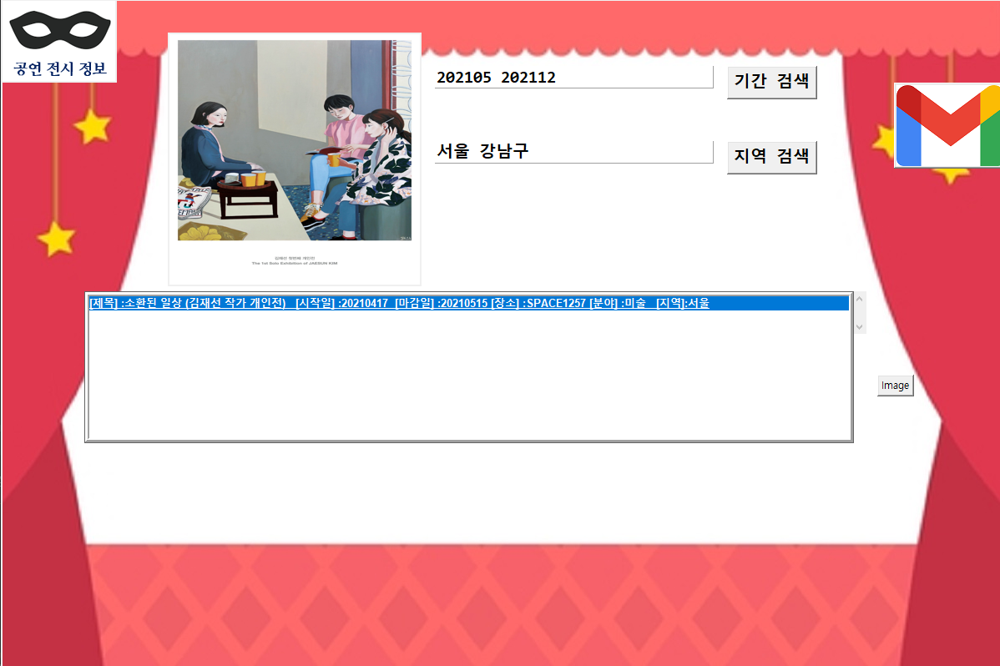 공연 전시 정보
202105 202112
기간 검색
서울 강남구
지역 검색
김재선 첫번째 개인전
The 1st Solo Exhibition of JAESUN KIM
[제목] :소환된 일상 (김재선 작가 개인전) [시작일] :20210417 [마감일] :20210515 [장소] :SPACE1257 [분야] :미술 [지역]:서울
Image